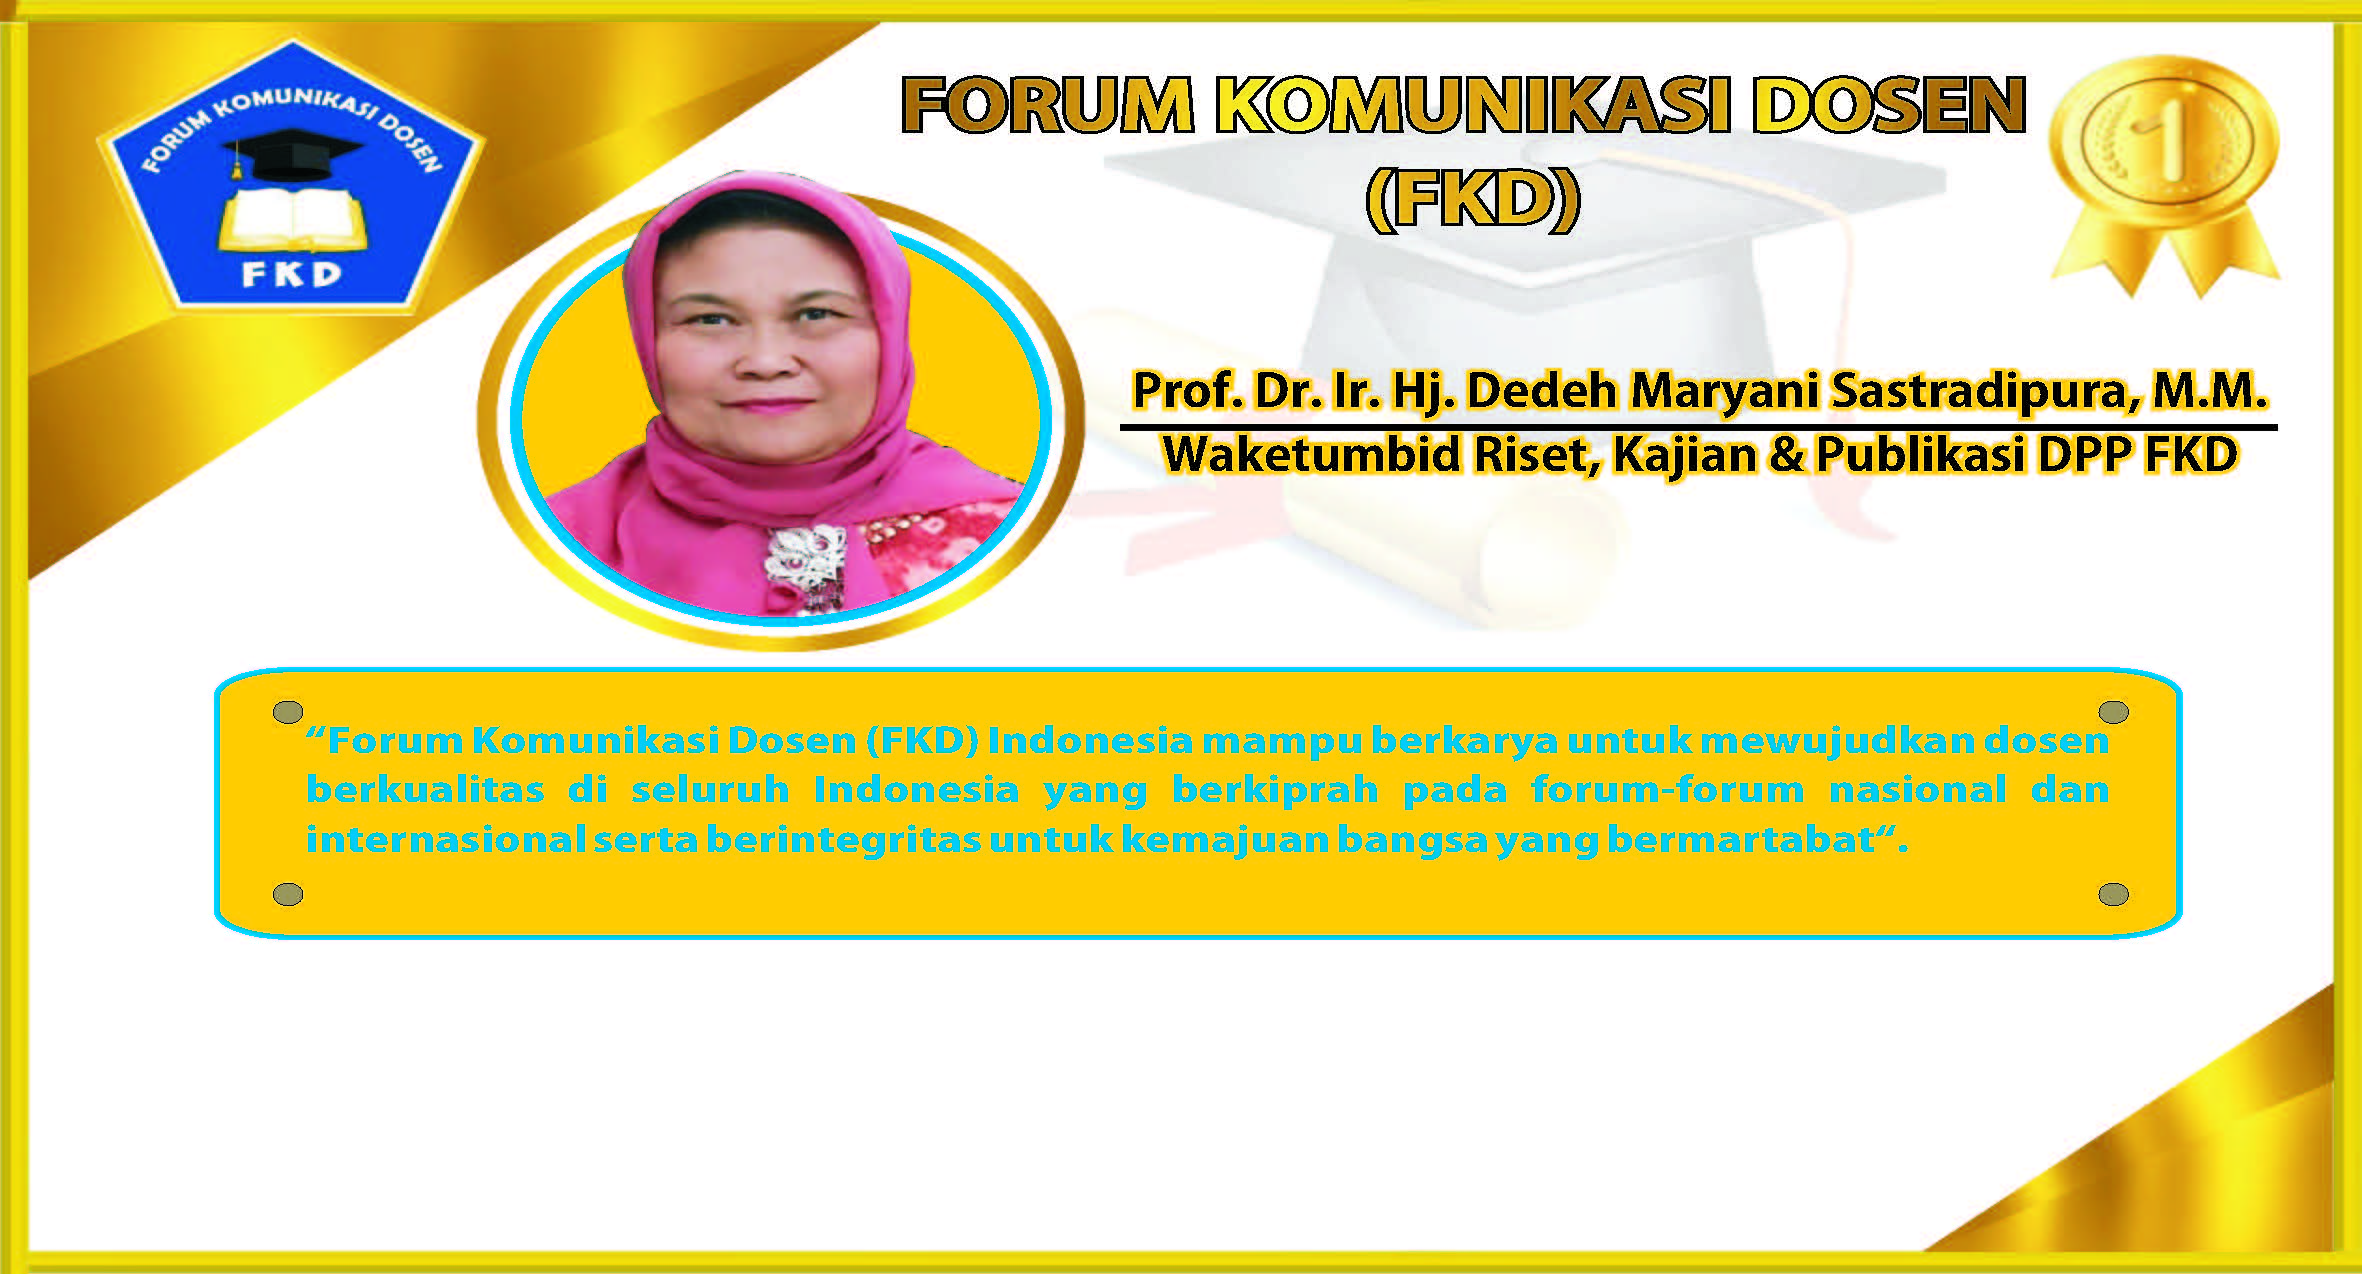 FORUM KOMUNIKASI DOSEN
FKD
FORUM KOMUNIKASI DOSEN
(FKD)
1
Prof. Dr. Ir. Hj. Dedeh Maryani Sastradipura, M.M.
Waketumbid Riset, Kajian & Publikasi DPP FKD
“Forum Komunikasi Dosen (FKD) Indonesia mampu berkarya untuk mewujudkan dosen
berkualitas di seluruh Indonesia yang berkiprah pada forum-forum nasional dan
internasional serta berintegritas untuk kemajuan bangsa yang bermartabat“.